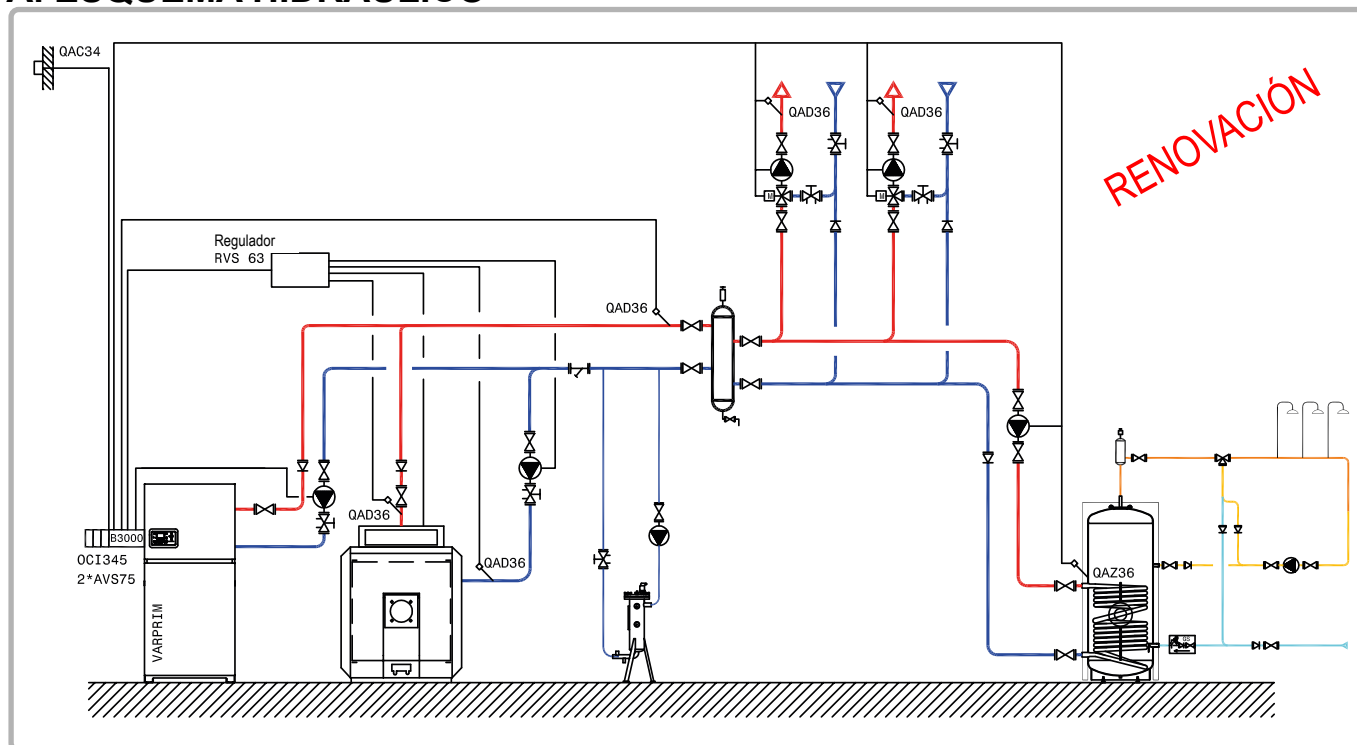 QAC34
QAD36
QAD36
RENOVACIÓN
Regulador
RVS 63
QAD36
QAD36
B3000
OCI345
2*AVS75
QAD36
VARPRIM
QAZ36
M
M